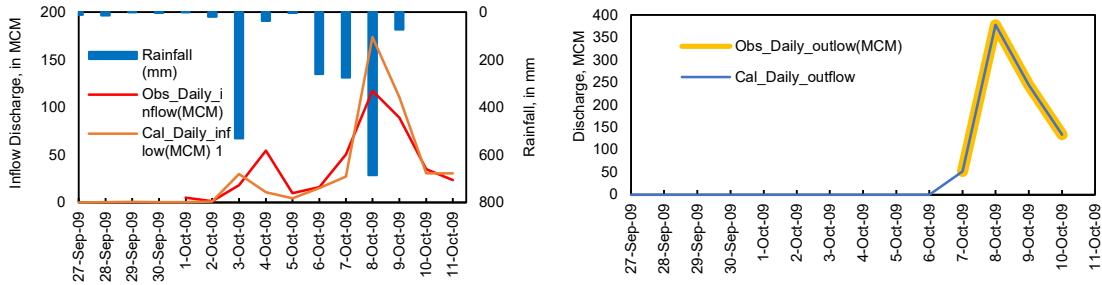 200
150
100
50
0
Inflow Discharge, in MCM
Rainfall
(mm)
Obs_Daily_i
nflow(MCM)
Cal_Daily_inf
low(MCM) 1
0
200
400
600
800
Rainfall, in mm
27-Sep-09
28-Sep-09
29-Sep-09
30-Sep-09
1-Oct-09
2-Oct-09
3-Oct-09
4-Oct-09
5-Oct-09
6-Oct-09
7-Oct-09
8-Oct-09
9-Oct-09
10-Oct-09
11-Oct-09
400
350
300
250
200
150
100
50
0
Discharge, MCM
Obs_Daily_outlow(MCM)
Cal_Daily_outflow
27-Sep-09
28-Sep-09
29-Sep-09
30-Sep-09
1-Oct-09
2-Oct-09
3-Oct-09
4-Oct-09
5-Oct-09
6-Oct-09
7-Oct-09
8-Oct-09
9-Oct-09
10-Oct-09
11-Oct-09